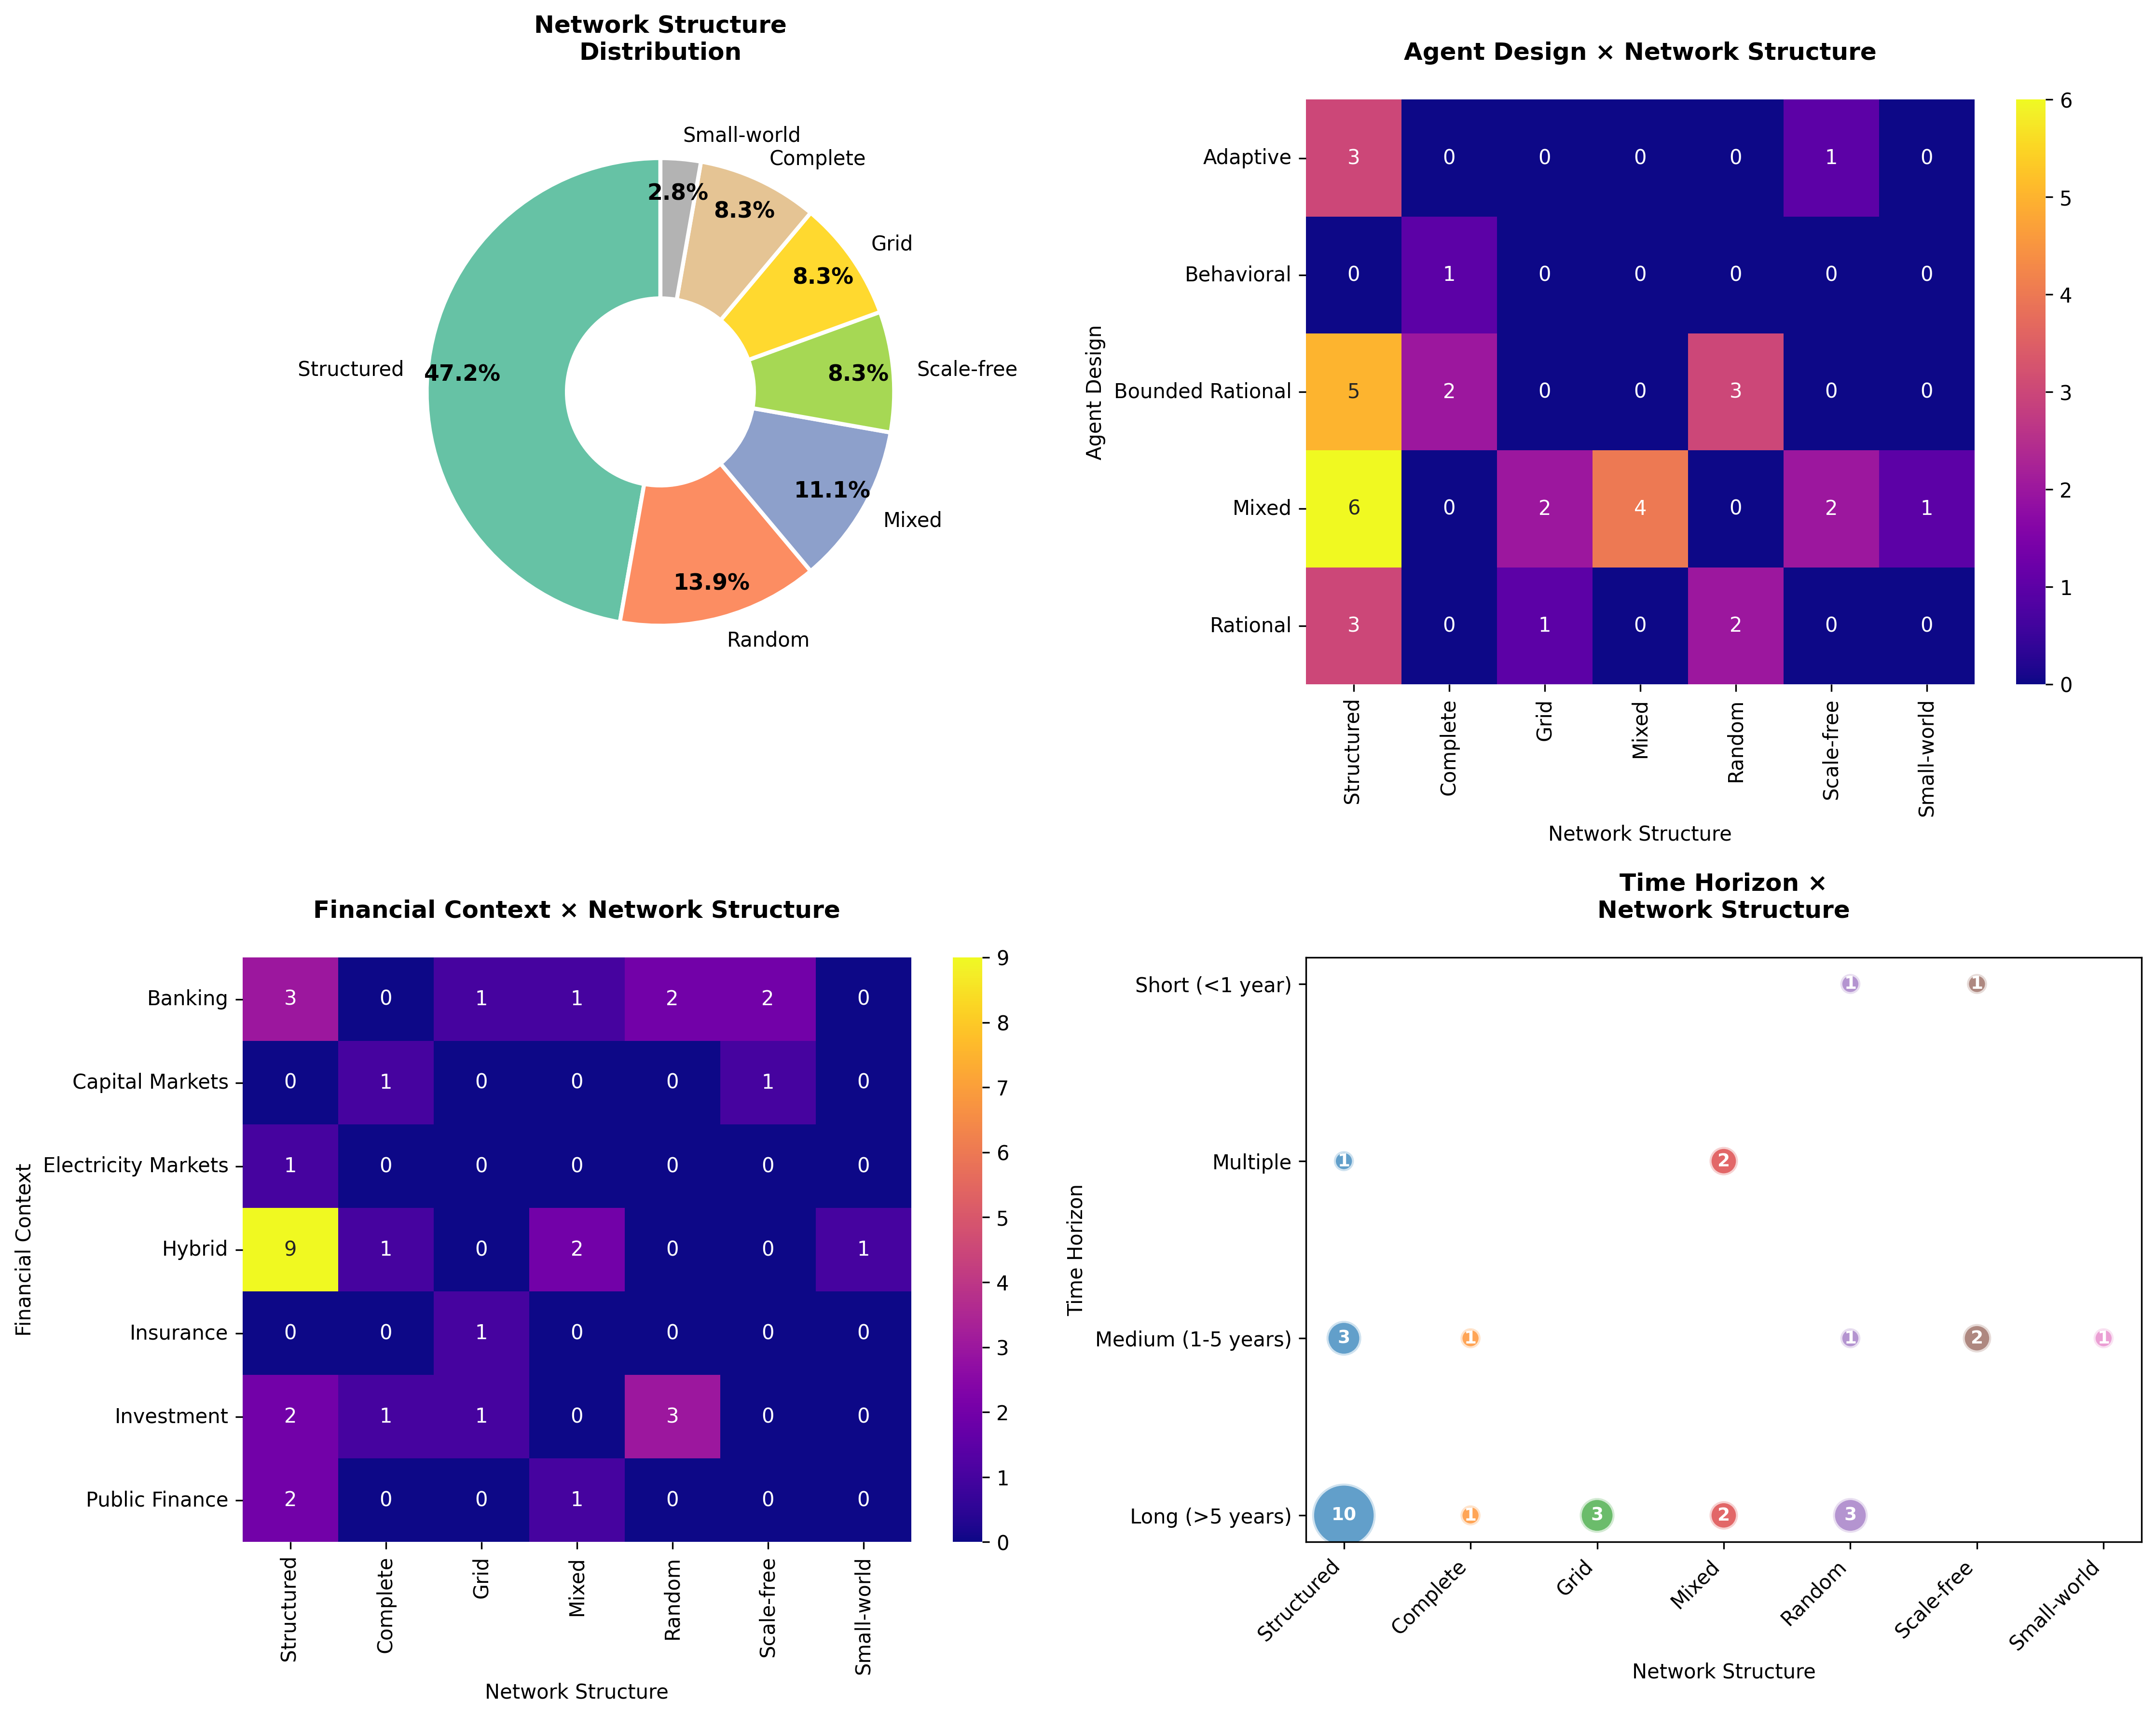 Network Structure
Distribution
Small-world
Complete
Grid
Scale-free
Mixed
Random
Structured
2.8%
8.3%
8.3%
8.3%
11.1%
13.9%
47.2%
Agent Design × Network Structure
Agent Design
Adaptive 3 0 0 0 0 1 0
Behavioral 0 1 0 0 0 0 0
Bounded Rational 5 2 0 0 3 0 0
Mixed 6 0 2 4 0 2 1
Rational 3 0 1 0 2 0 0
Structured Complete Grid Mixed Random Scale-free Small-world
Network Structure
6
5
4
3
2
1
0
Financial Context × Network Structure
Financial Context
Banking 3 0 1 1 2 2 0
Capital Markets 0 1 0 0 0 1 0
Electricity Markets 1 0 0 0 0 0 0
Hybrid 9 1 0 2 0 0 1
Insurance 0 0 1 0 0 0 0
Investment 2 1 1 0 3 0 0
Public Finance 2 0 0 1 0 0 0
Structured Complete Grid Mixed Random Scale-free Small-world
Network Structure
9
8
7
6
5
4
3
2
1
0
Time Horizon ×
Network Structure
Time Horizon
Short (<1 year) 1 1
Multiple 1 2
Medium (1-5 years) 3 1 1 2 1
Long (>5 years) 10 1 3 2 3
Structured Complete Grid Mixed Random Scale-free Small-world
Network Structure